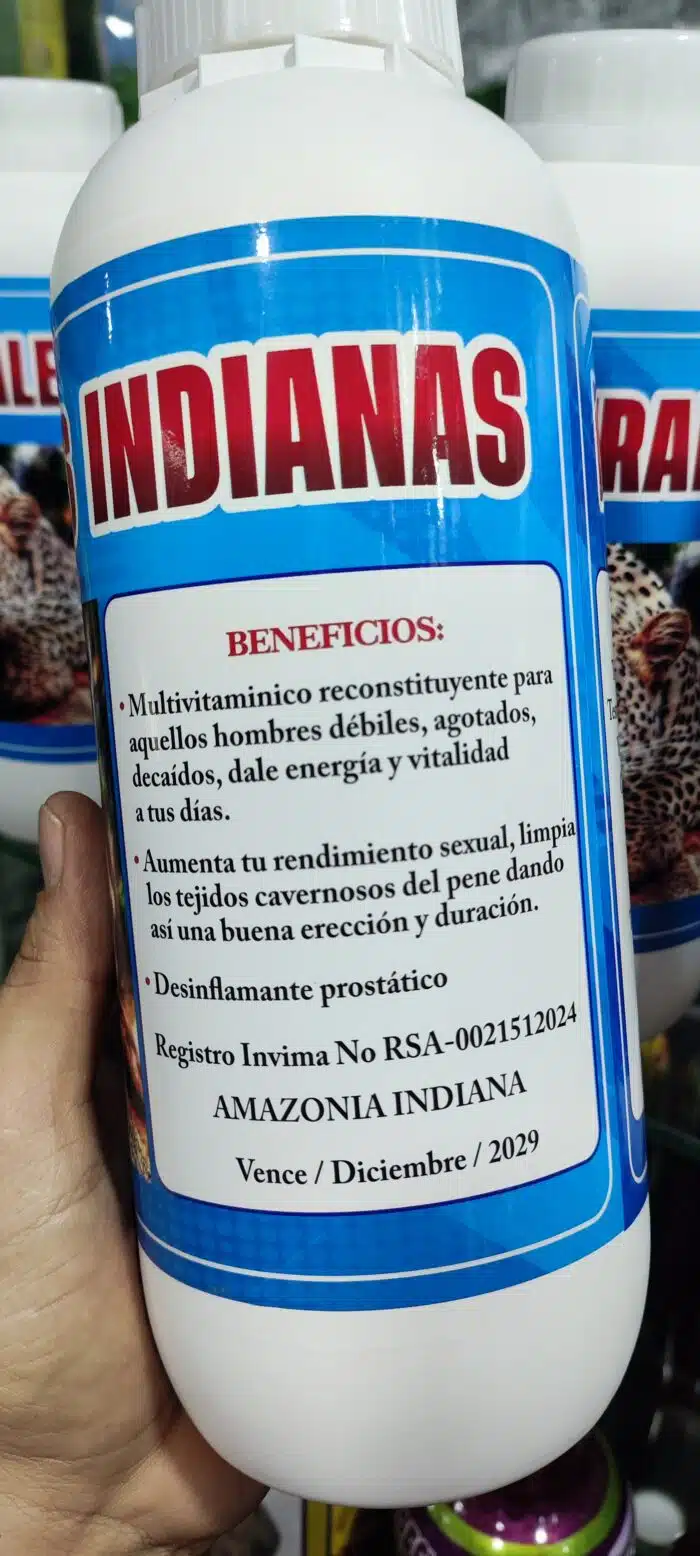 INDIANAS
BENEFICIOS:
• Multivitaminico reconstituyente para
aquellos hombres débiles, agotados,
decaídos, dale energía y vitalidad
a tus días.
• Aumenta tu rendimiento sexual, limpia
los tejidos cavernosos del pene dando
así una buena erección y duración.
• Desinflamante prostático
Registro Invima No RSA-0021512024
AMAZONIA INDIANA
Vence / Diciembre / 2029